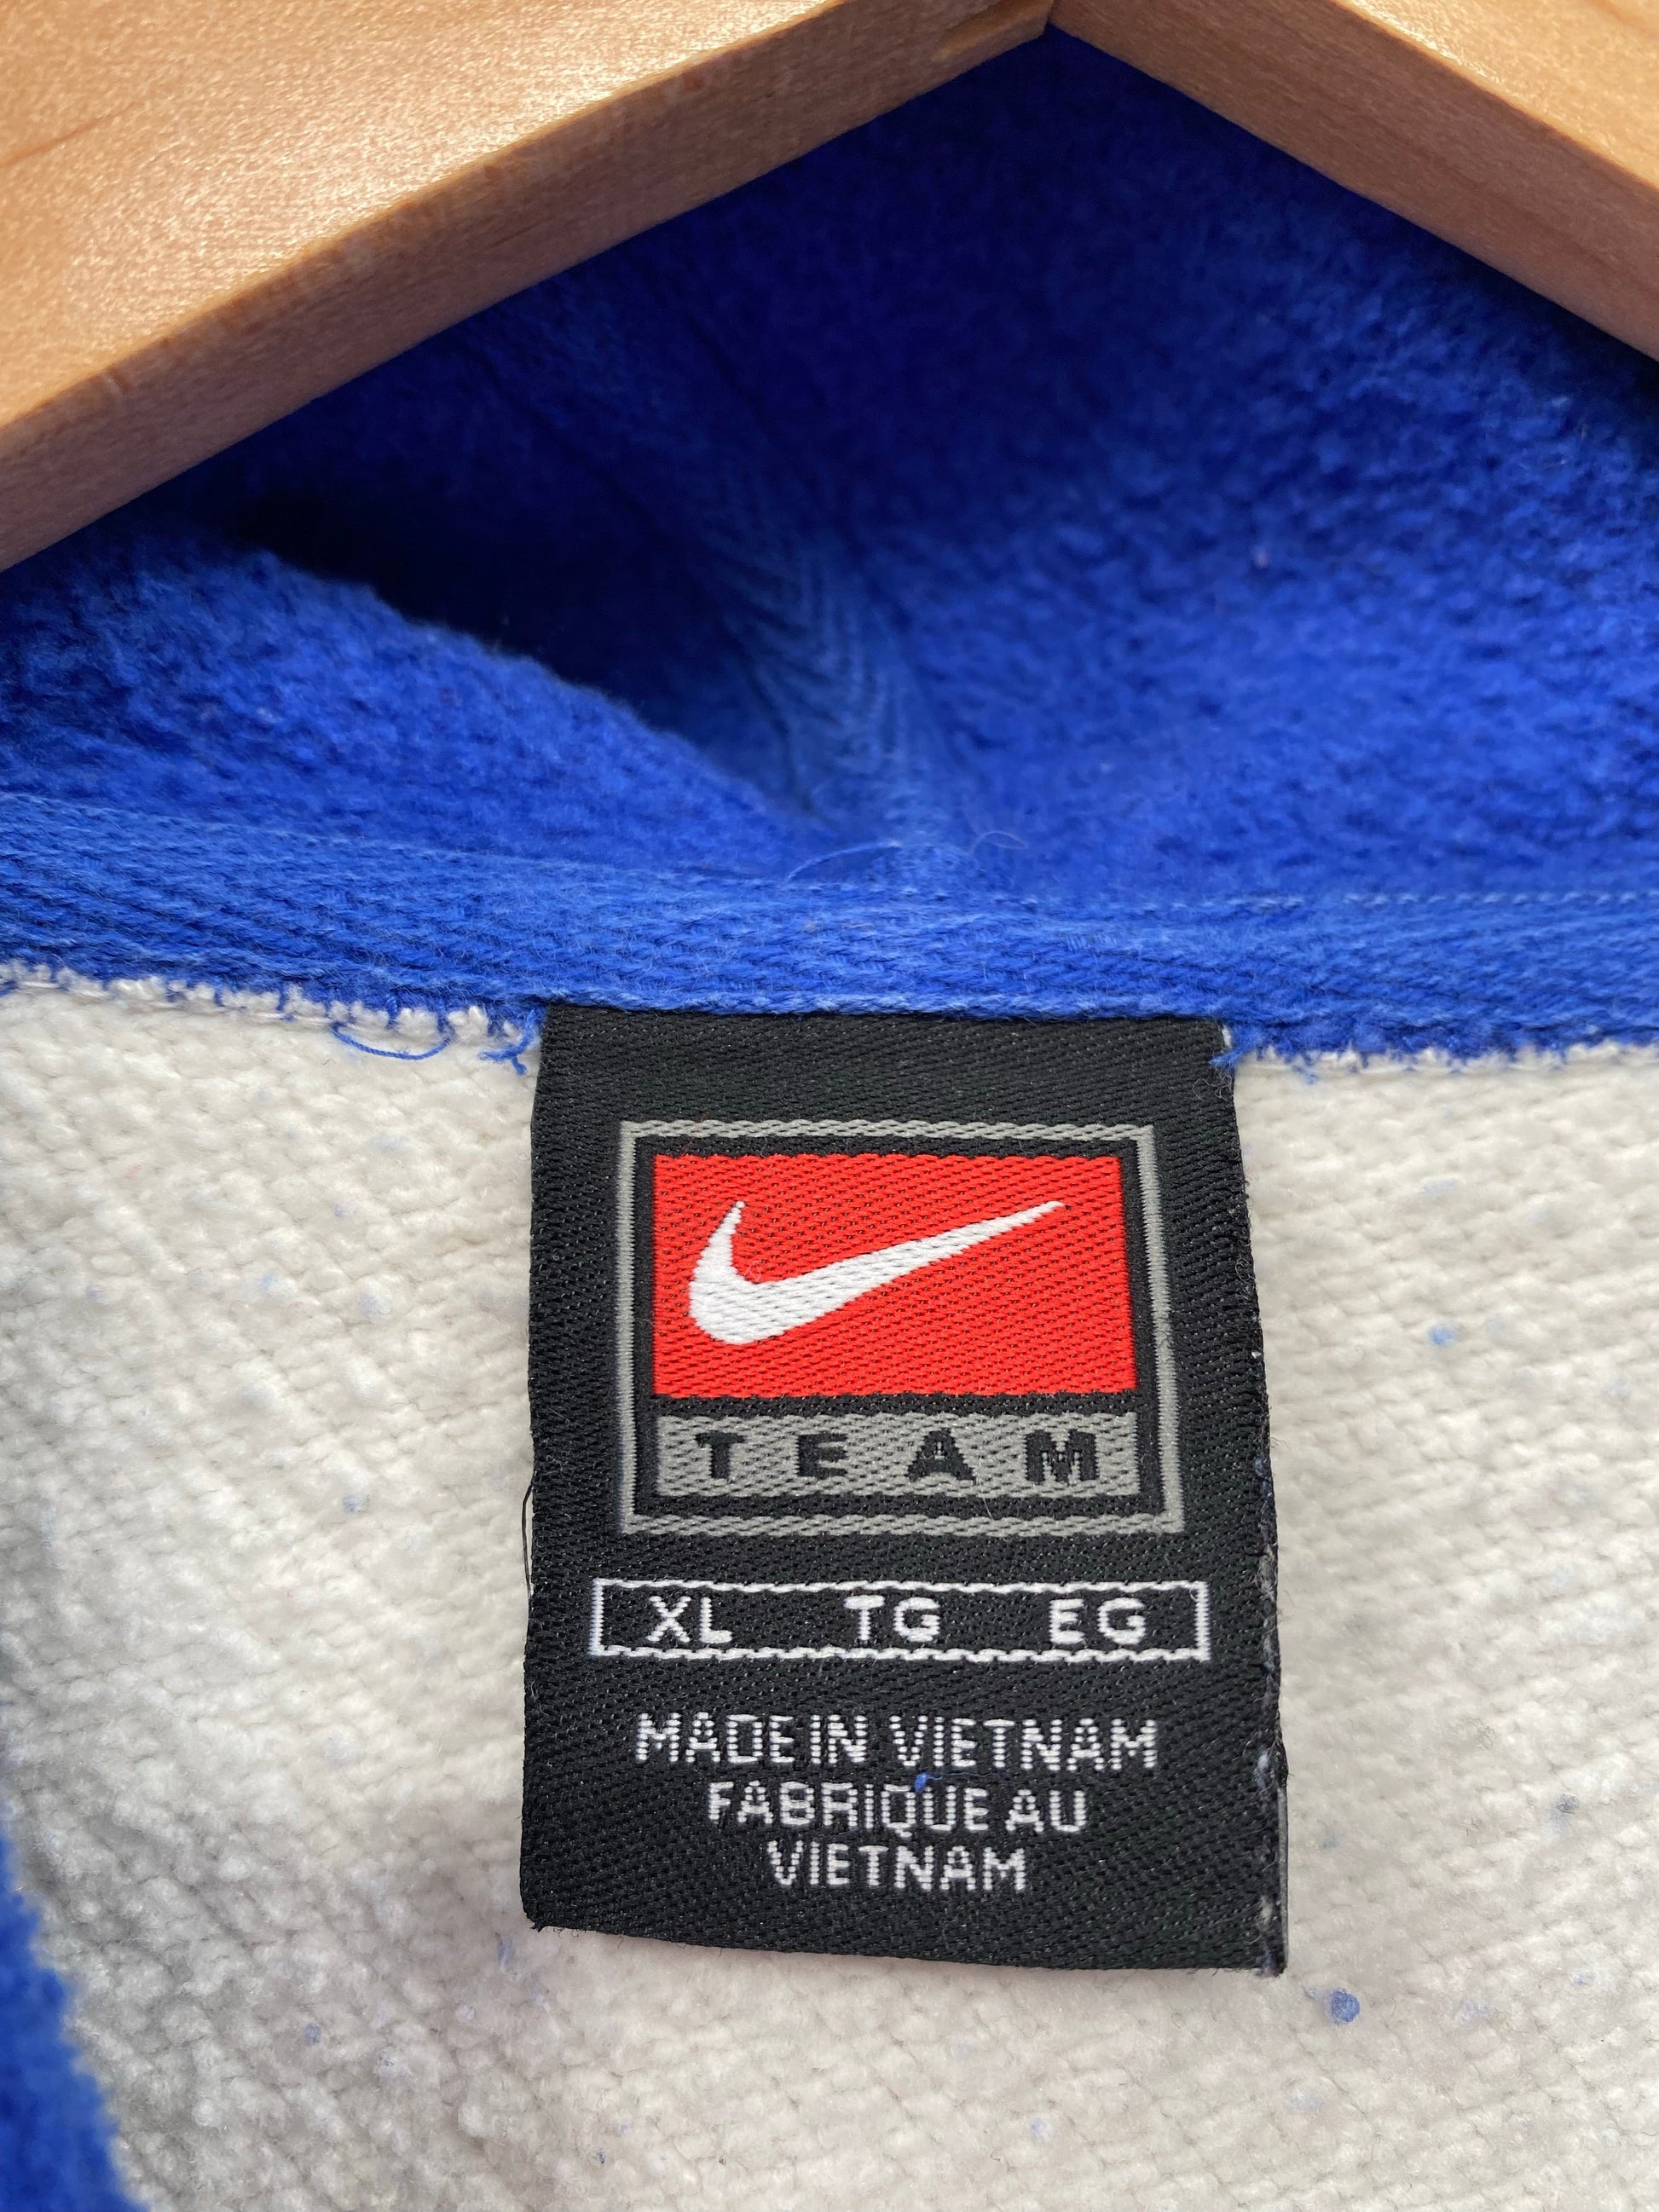 TEAM
XL TG EG
MADE IN VIETNAM
FABRIQUE AU
VIETNAM